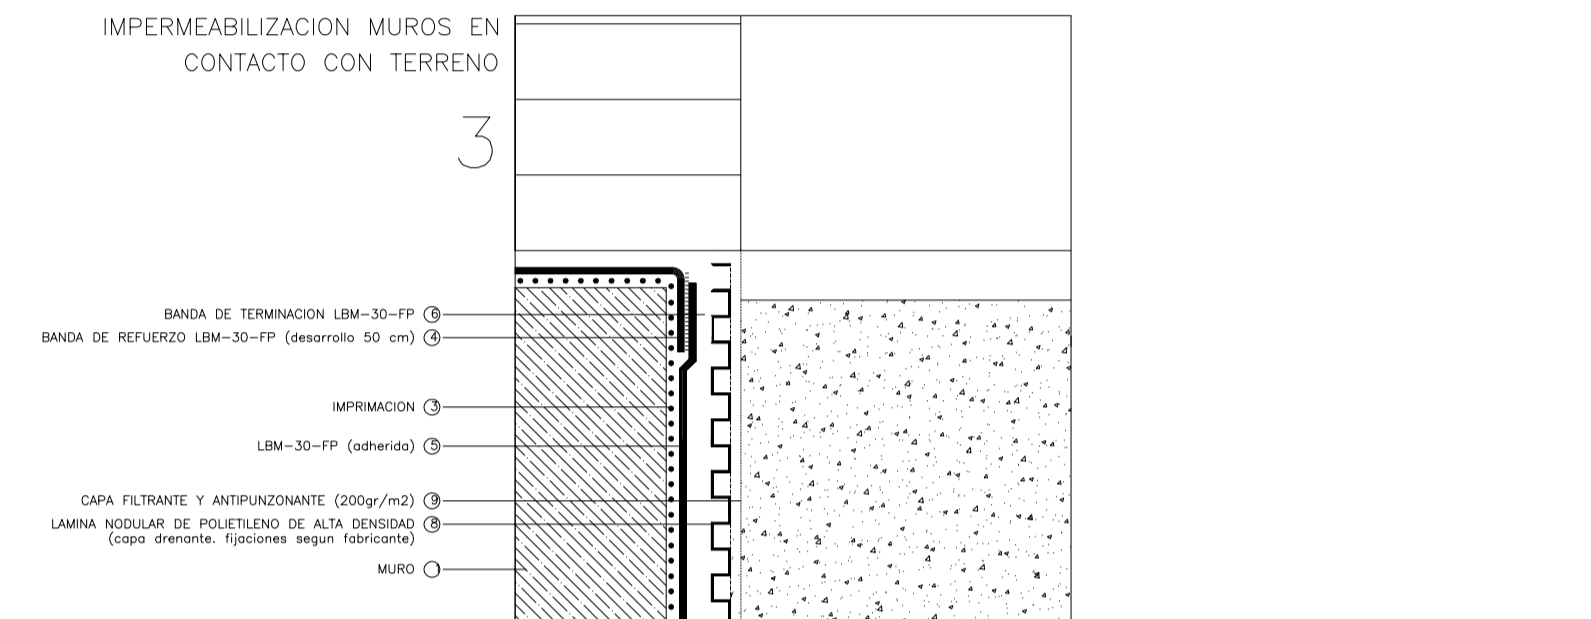 IMPERMEABILIZACION MUROS EN
CONTACTO CON TERRENO
3
BANDA DE TERMINACION LBM-30-FP 6
BANDA DE REFUERZO LBM-30-FP (desarrollo 50 cm) 4
IMPRIMACION 3
LBM-30-FP (adherida) 5
CAPA FILTRANTE Y ANTIPUNZONANTE (200gr/m2) 9
LAMINA NODULAR DE POLIETILENO DE ALTA DENSIDAD 8
(capa drenante. fijaciones segun fabricante)
MURO 1